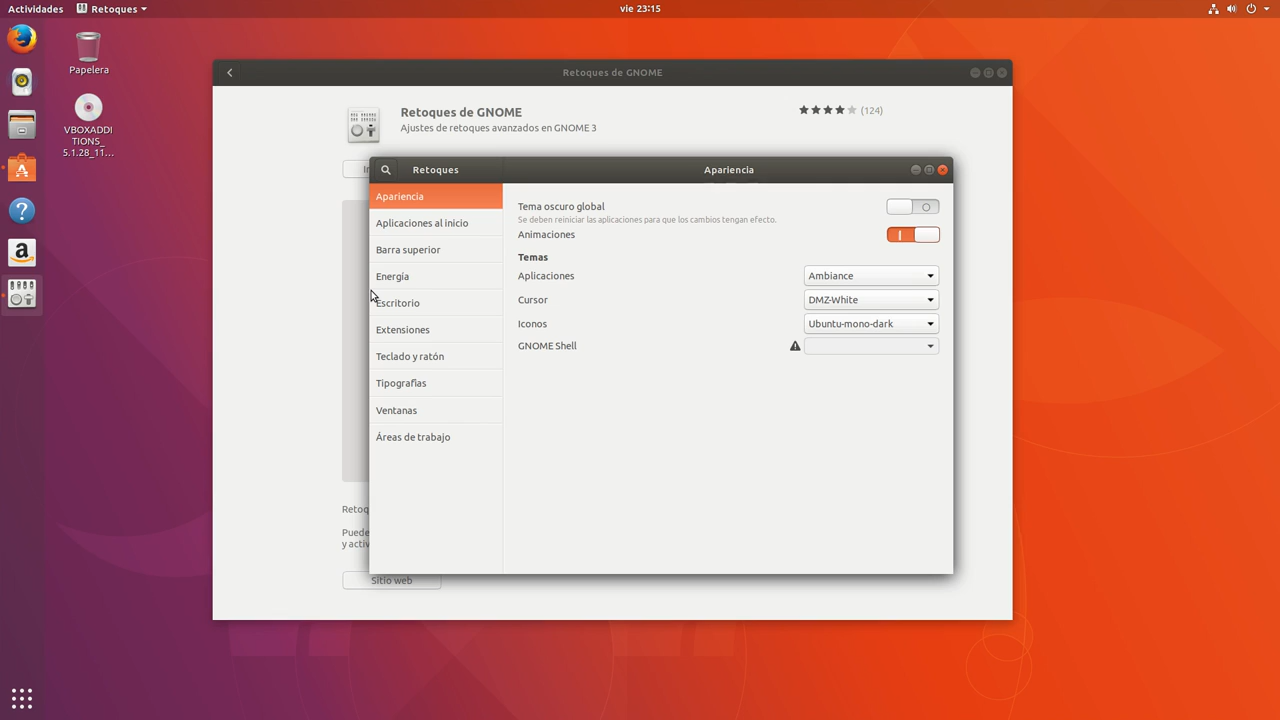 Actividades
Retoques
vie 23:15
Papelera
VBOXADDI
TIONS_
5.1.28_11...
Retoques de GNOME
Retoques de GNOME
Ajustes de retoques avanzados en GNOME 3
(124)
Retoques
Apariencia
Apariencia
Aplicaciones al inicio
Barra superior
Energía
Escritorio
Extensiones
Teclado y ratón
Tipografías
Ventanas
Áreas de trabajo
Tema oscuro global
Se deben reiniciar las aplicaciones para que los cambios tengan efecto.
Animaciones
Temas
Aplicaciones
Ambiance
Cursor
DMZ-White
Iconos
Ubuntu-mono-dark
GNOME Shell
Retoq
Puede
y activ
Sitio web